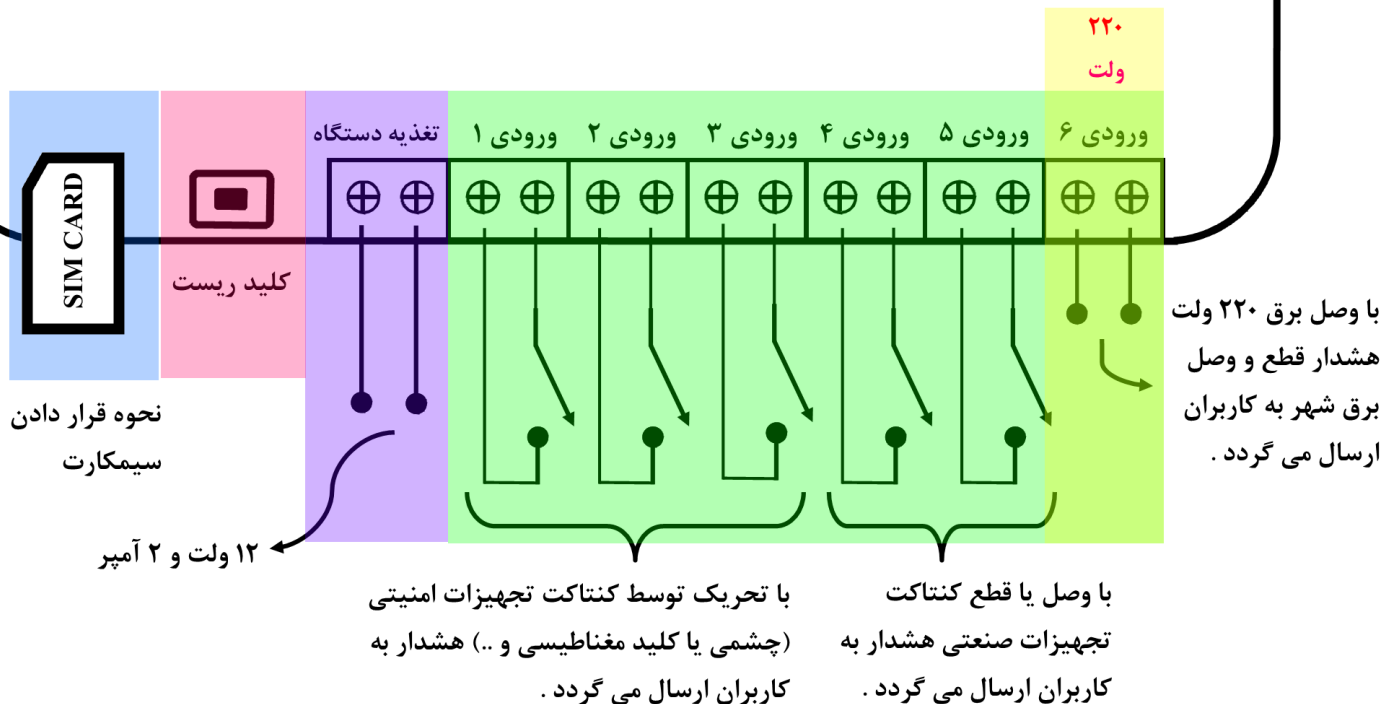 ۲۲۰
ولت
ورودی ۶
ورودی ۵
ورودی ۴
ورودی ۳
ورودی ۲
ورودی ۱
تغذیه دستگاه
SIM CARD
کلید ریست
با وصل برق ۲۲۰ ولت
هشدار قطع و وصل
برق شهر به کاربران
ارسال می گردد .
نحوه قرار دادن
سیمکارت
۱۲ ولت و ۲ آمپر
با وصل یا قطع کنتاکت
تجهیزات صنعتی هشدار به
کاربران ارسال می گردد .
با تحریک توسط کنتاکت تجهیزات امنیتی
(چشمی یا کلید مغناطیسی و ..) هشدار به
کاربران ارسال می گردد .